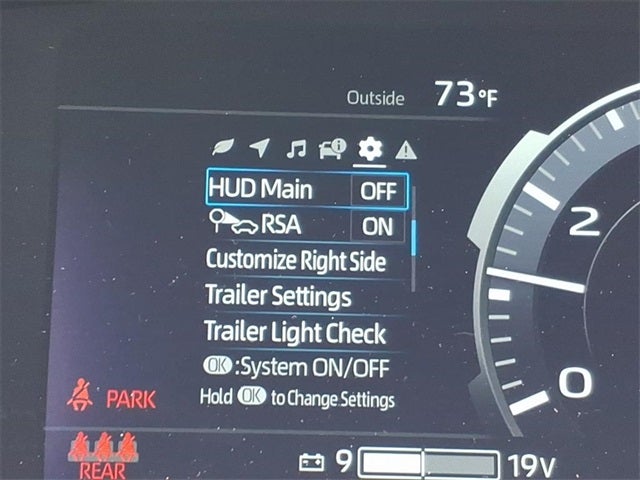 Outside 73°F
HUD Main OFF
RSA ON
Customize Right Side
Trailer Settings
Trailer Light Check
OK :System ON/OFF
Hold OK to Change Settings
2
0
PARK
REAR
9 19V